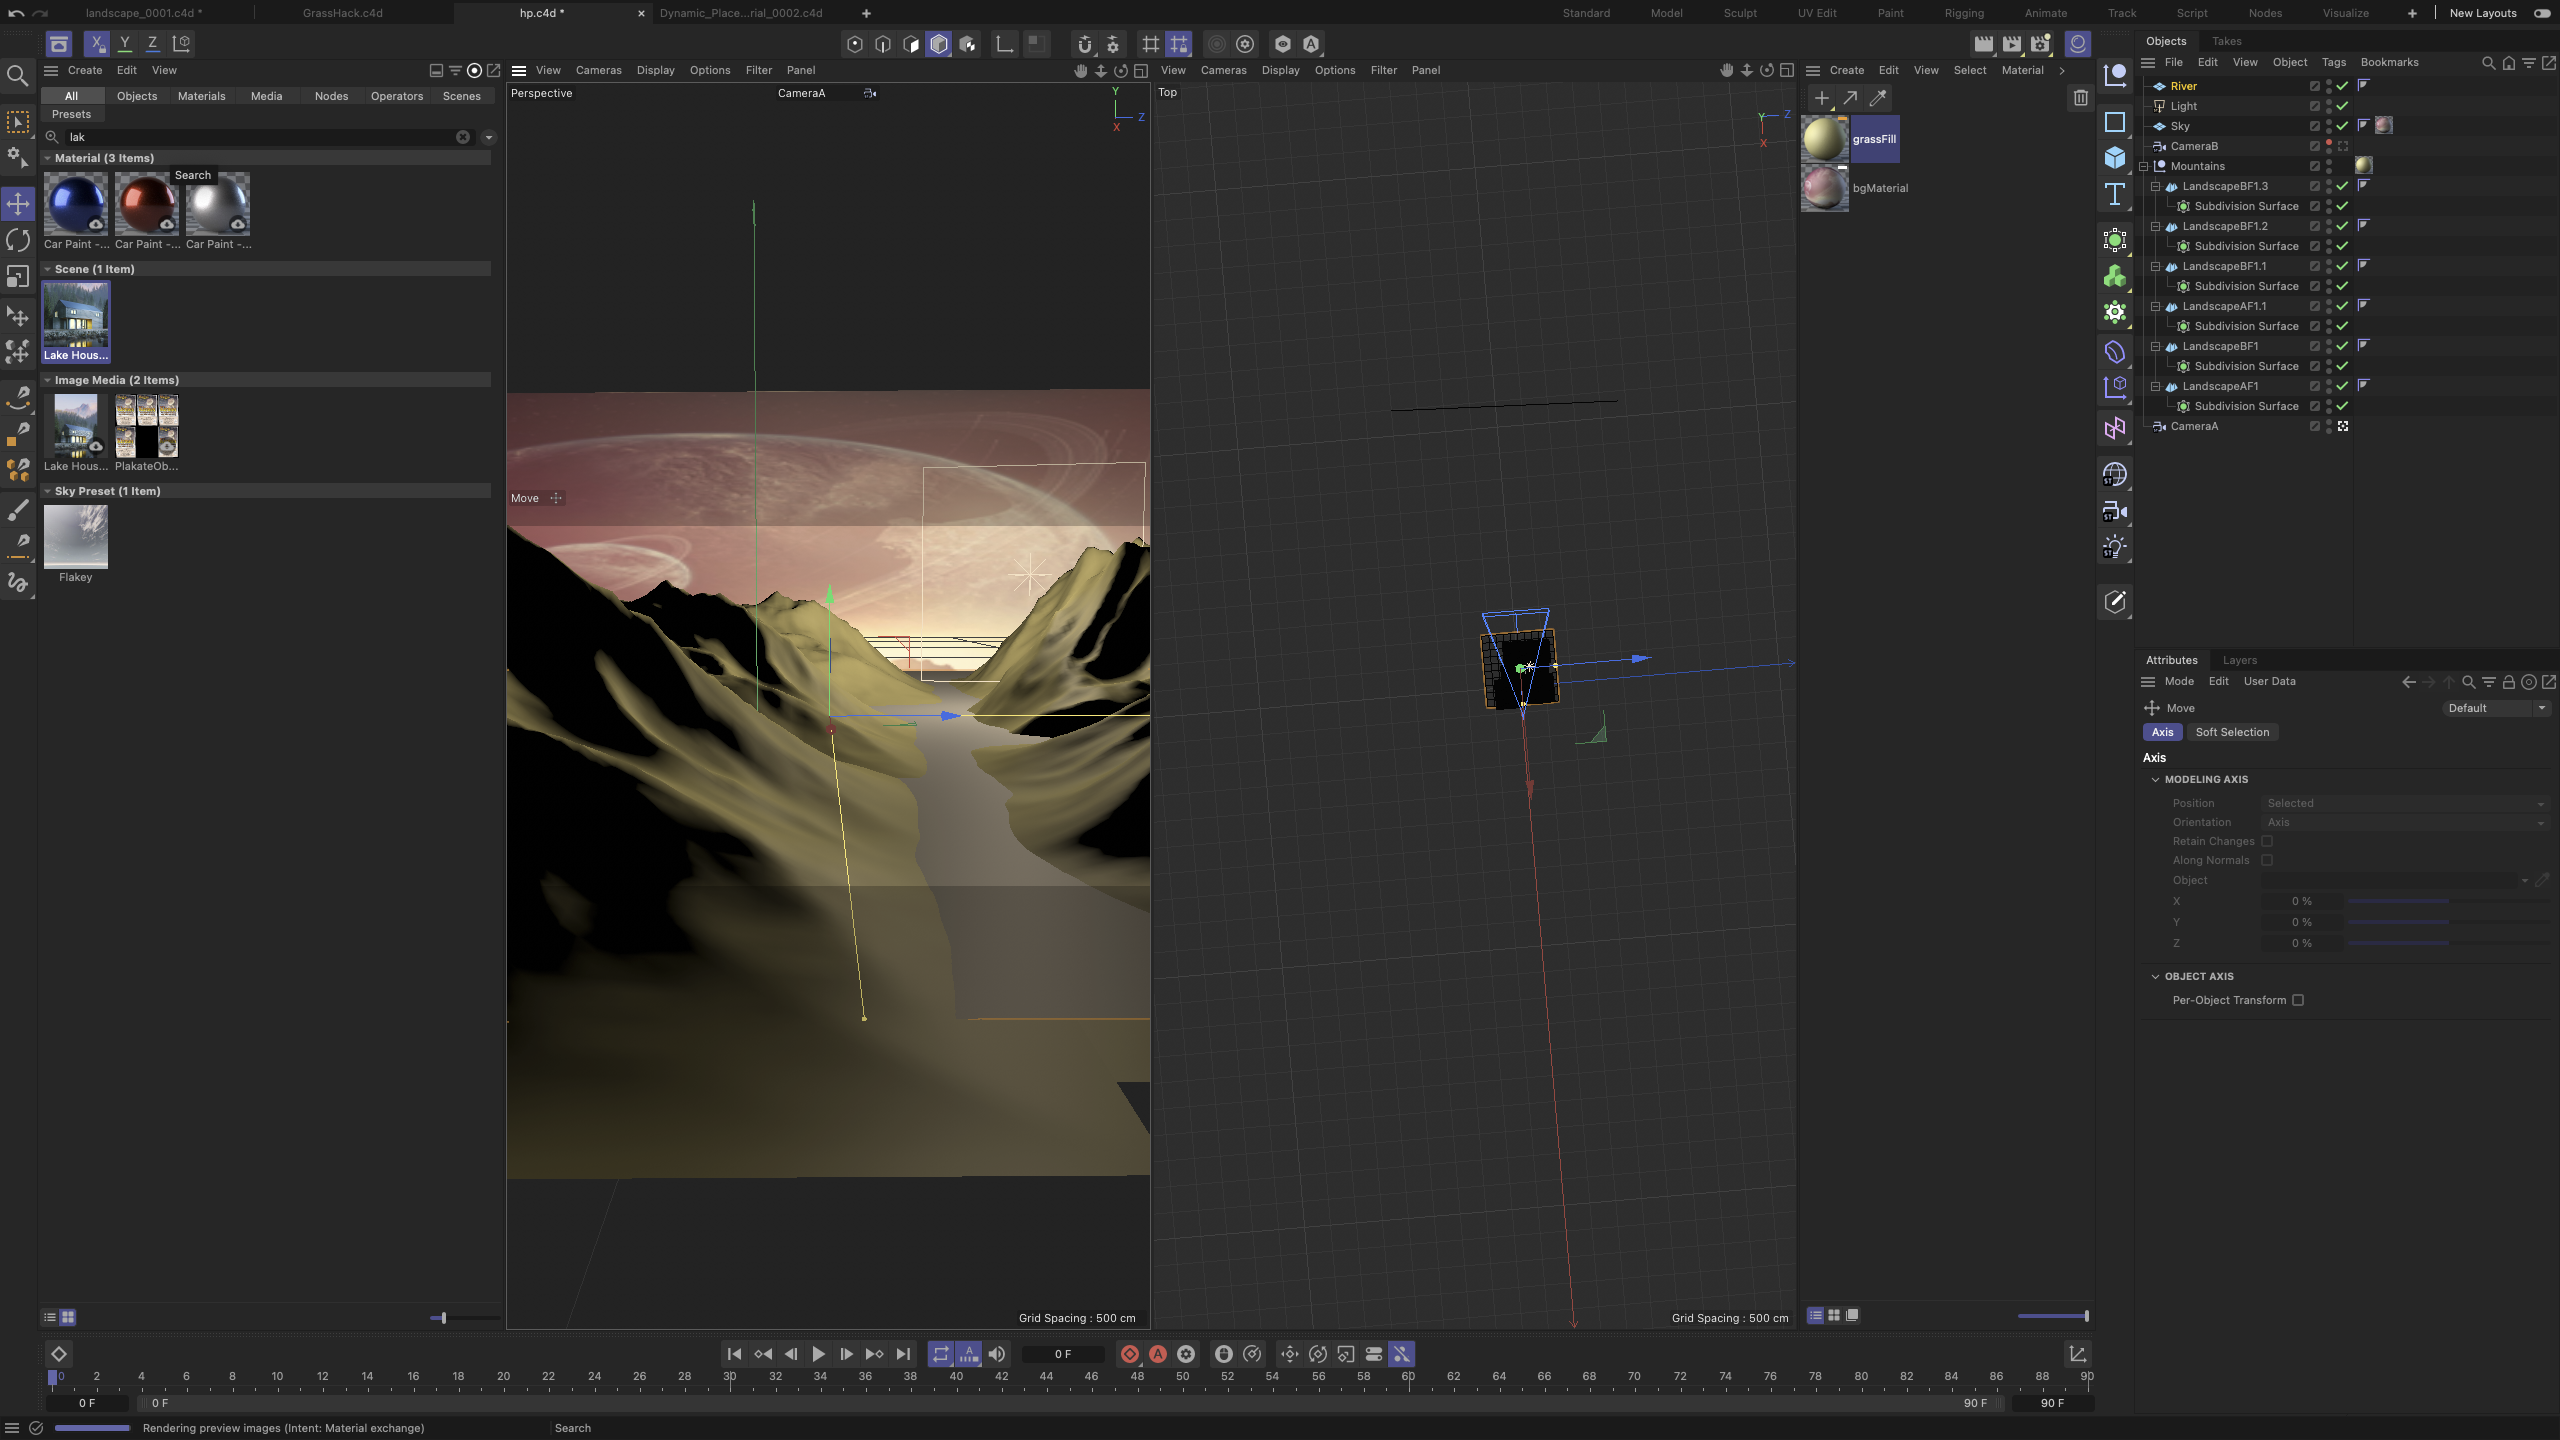 landscape_0001.c4d *
GrassHack.c4d
hp.c4d *
Dynamic_Place...rial_0002.c4d
Standard
Model
Sculpt
UV Edit
Paint
Rigging
Animate
Track
Script
Nodes
Visualize
New Layouts
X
Y
Z
Create
Edit
View
All
Objects
Materials
Media
Nodes
Operators
Scenes
Presets
lak
Material (3 Items)
Search
Car Paint -...
Car Paint -...
Car Paint -...
Scene (1 Item)
Lake Hous...
Image Media (2 Items)
Lake Hous...
PlakateOb...
Sky Preset (1 Item)
Flakey
View
Cameras
Display
Options
Filter
Panel
Perspective
CameraA
Y
Z
X
Move
Grid Spacing : 500 cm
View
Cameras
Display
Options
Filter
Panel
Top
Y
Z
X
Grid Spacing : 500 cm
Create
Edit
View
Select
Material
grassFill
bgMaterial
Objects
Takes
File
Edit
View
Object
Tags
Bookmarks
River
Light
Sky
CameraB
Mountains
LandscapeBF1.3
Subdivision Surface
LandscapeBF1.2
Subdivision Surface
LandscapeBF1.1
Subdivision Surface
LandscapeAF1.1
Subdivision Surface
LandscapeBF1
Subdivision Surface
LandscapeAF1
Subdivision Surface
CameraA
Attributes
Layers
Mode
Edit
User Data
Move
Default
Axis
Soft Selection
Axis
MODELING AXIS
Position
Selected
Orientation
Axis
Retain Changes
Along Normals
Object
X
0 %
Y
0 %
Z
0 %
OBJECT AXIS
Per-Object Transform
0 F
0 2 4 6 8 10 12 14 16 18 20 22 24 26 28 30 32 34 36 38 40 42 44 46 48 50 52 54 56 58 60 62 64 66 68 70 72 74 76 78 80 82 84 86 88 90
0 F
0 F
90 F
90 F
Rendering preview images (Intent: Material exchange)
Search